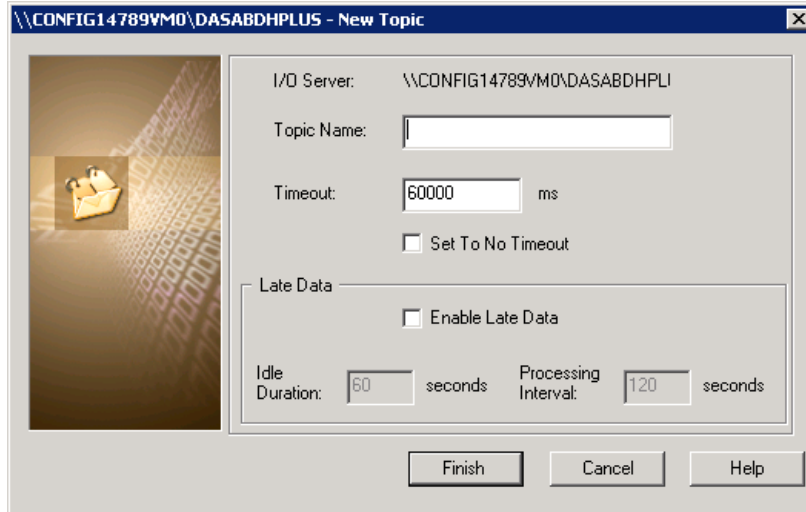 \\CONFIG14789VM0\DASABDHPLUS - New Topic
I/O Server: \\CONFIG14789VM0\DASABDHPLU
Topic Name:
Timeout: 60000 ms
Set To No Timeout
Late Data
Enable Late Data
Idle Duration: 60 seconds Processing Interval: 120 seconds
Finish Cancel Help